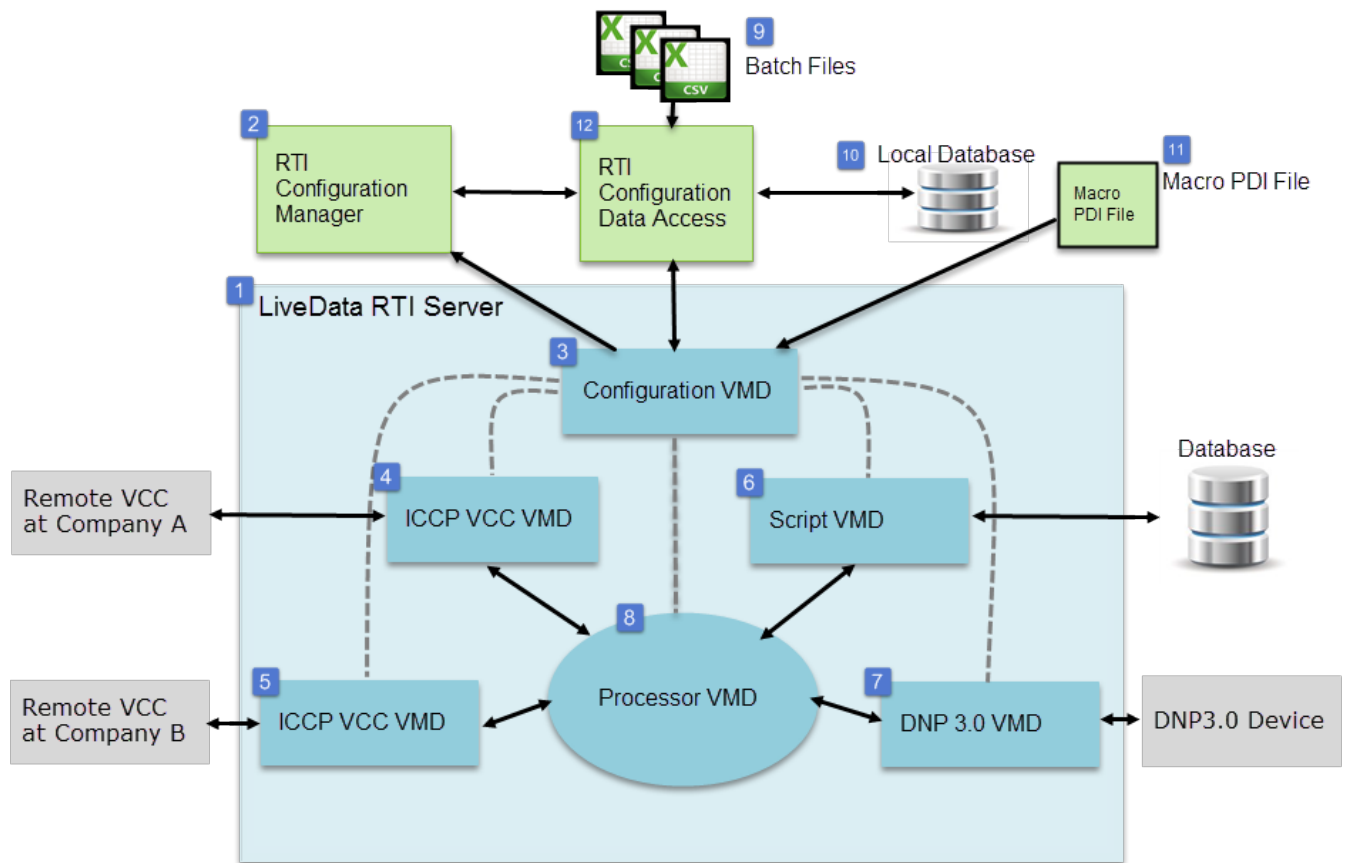 9
Batch Files
CSV
CSV
CSV
2
RTI
Configuration
Manager
12
RTI
Configuration
Data Access
10
Local Database
11
Macro PDI File
Macro
PDI File
1
LiveData RTI Server
3
Configuration VMD
Database
Remote VCC
at Company A
4
ICCP VCC VMD
6
Script VMD
8
Processor VMD
Remote VCC
at Company B
5
ICCP VCC VMD
7
DNP 3.0 VMD
DNP3.0 Device